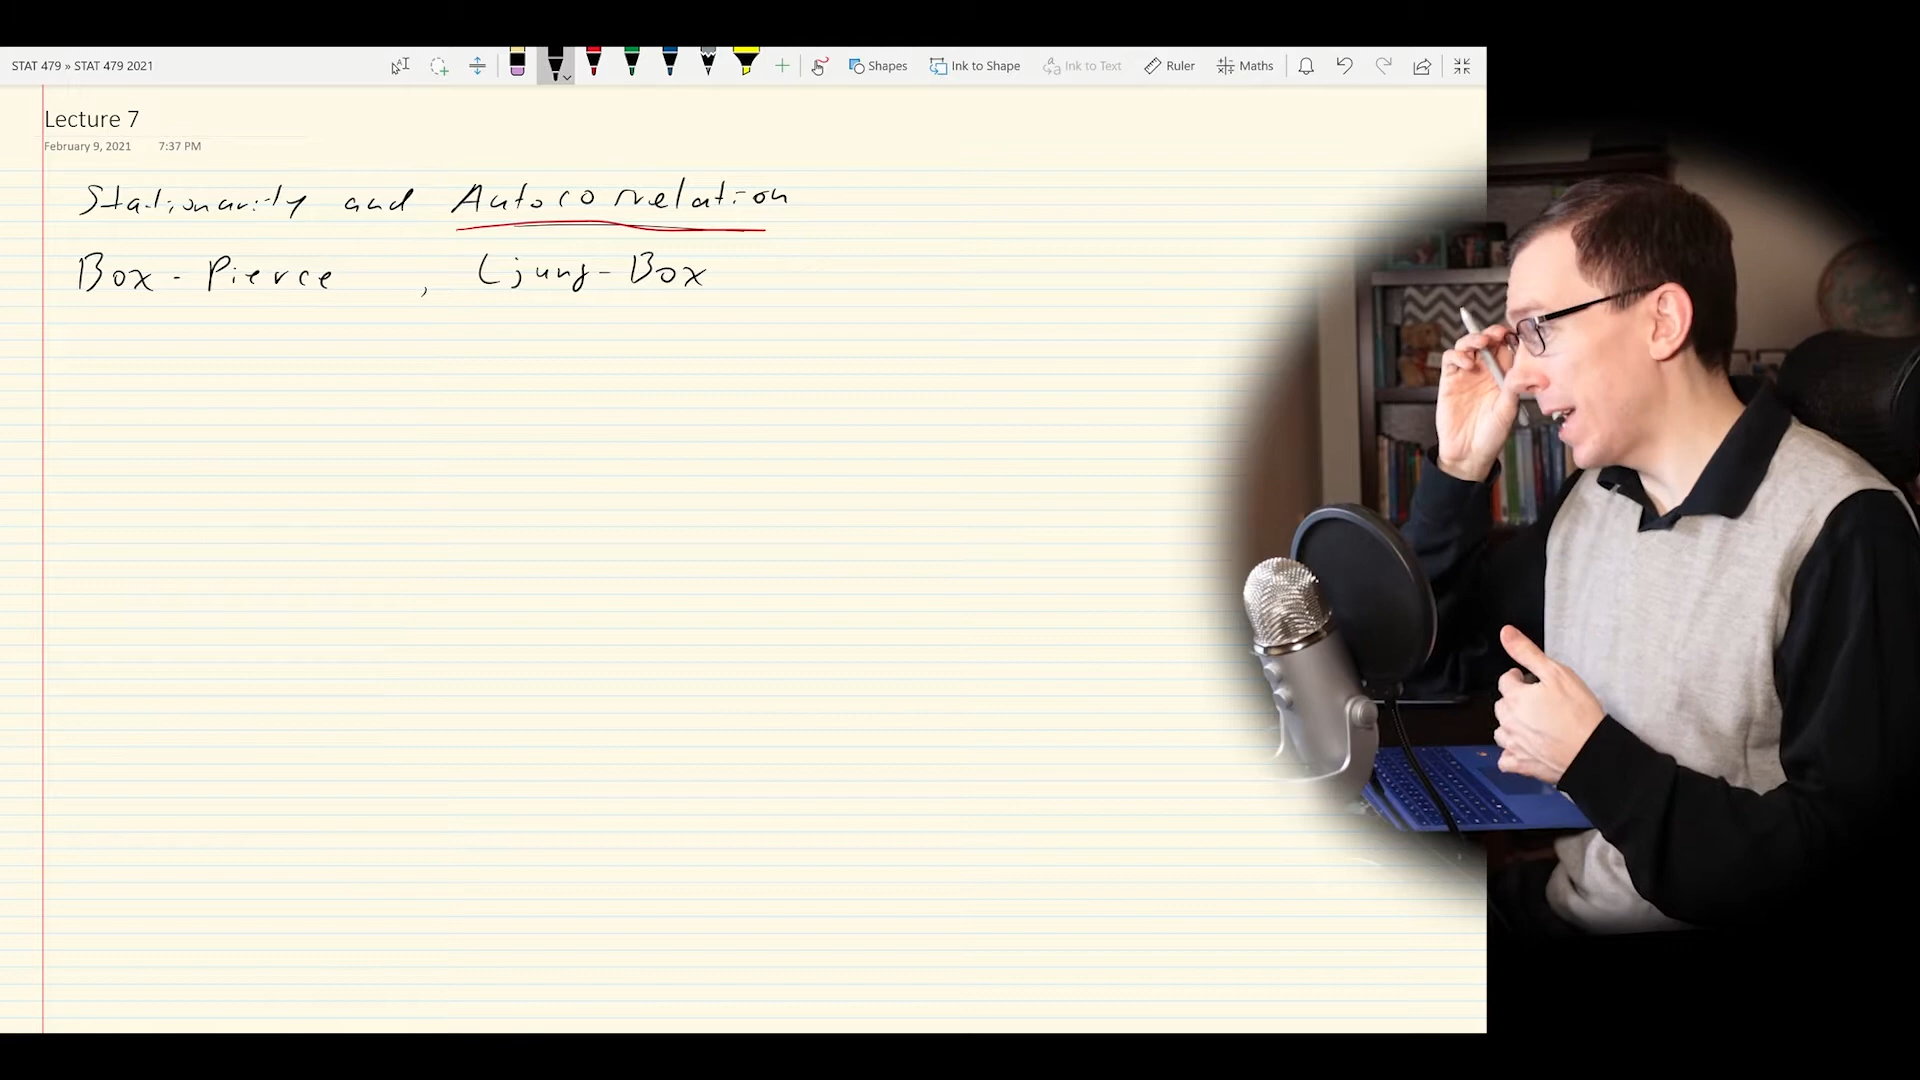 STAT 479 » STAT 479 2021
Shapes Ink to Shape Ink to Text Ruler Maths
Lecture 7
February 9, 2021 7:37 PM
Stationarity and Autocorrelation
Box - Pierce , Ljung - Box